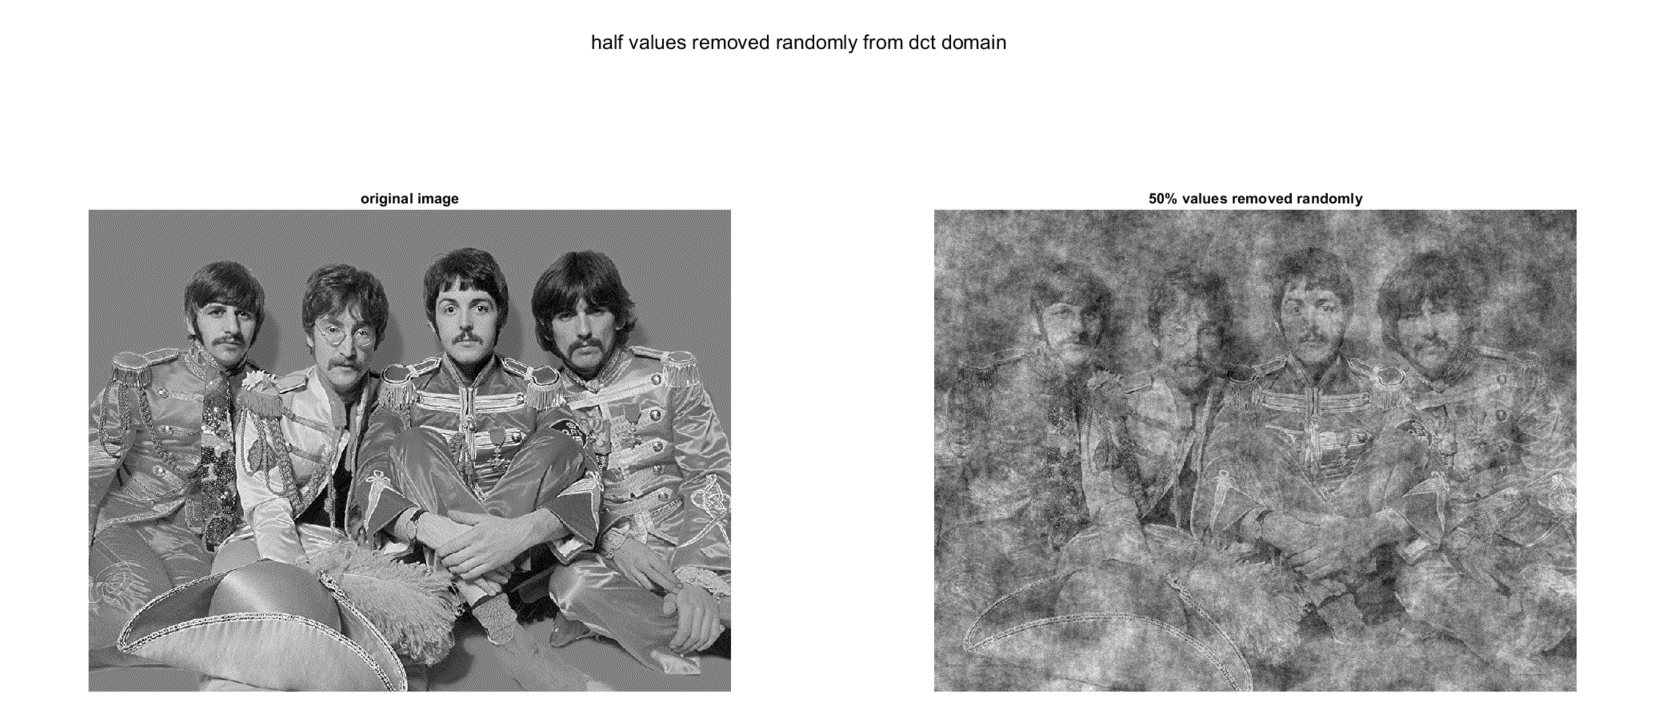 half values removed randomly from dct domain
original image
50% values removed randomly